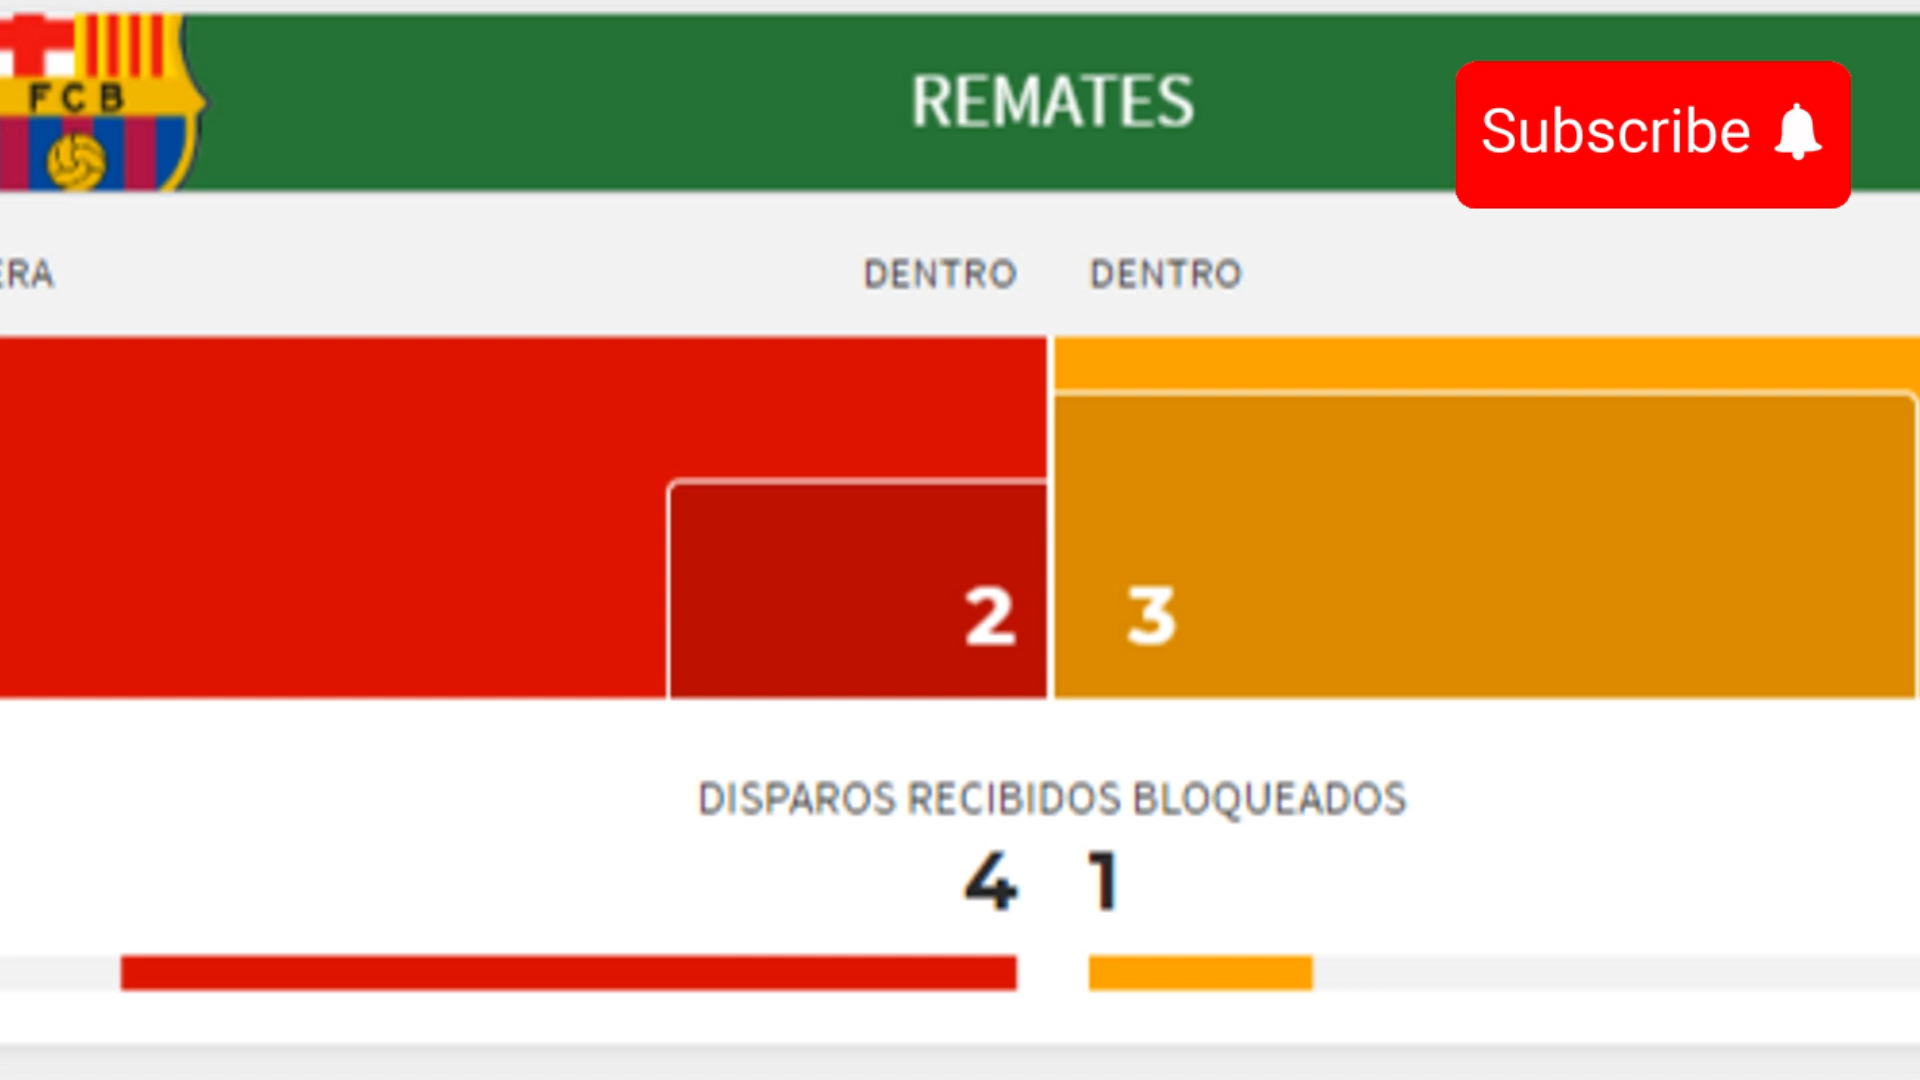 FCB
REMATES
Subscribe
ERA
DENTRO DENTRO
2 3
DISPAROS RECIBIDOS BLOQUEADOS
4 1